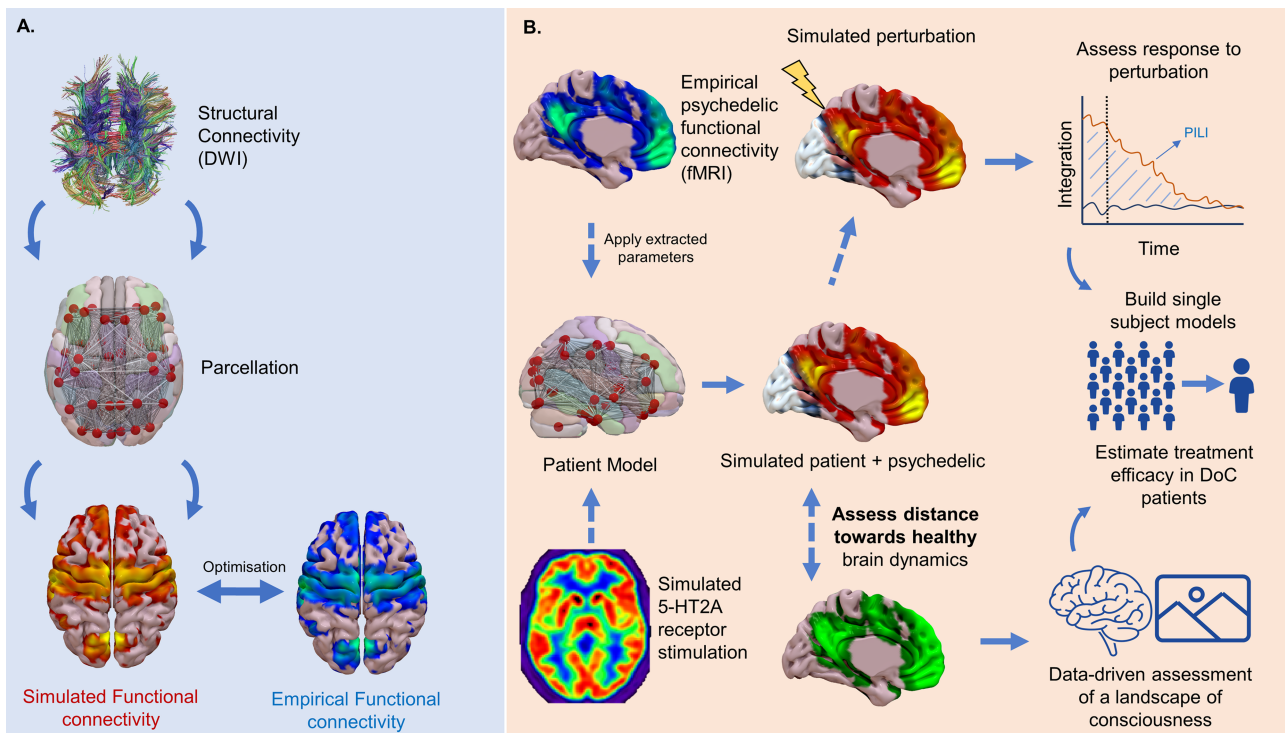 A.
Structural
Connectivity
(DWI)
Parcellation
Optimisation
Simulated Functional
connectivity
Empirical Functional
connectivity
B.
Empirical
psychedelic
functional
connectivity
(fMRI)
Simulated perturbation
Assess response to
perturbation
Integration
PILI
Time
Apply extracted
parameters
Patient Model
Simulated patient + psychedelic
Build single
subject models
Estimate treatment
efficacy in DoC
patients
Simulated
5-HT2A
receptor
stimulation
Assess distance
towards healthy
brain dynamics
Data-driven assessment
of a landscape of
consciousness